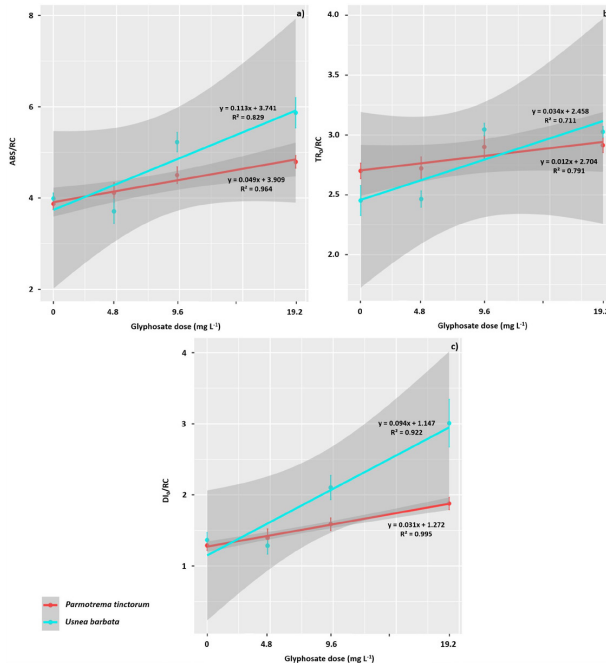 a)
8
6
4
2
ABS/RC
y = 0.113x + 3.741
R² = 0.829
y = 0.049x + 3.909
R² = 0.964
0 4.8 9.6 19.2
Glyphosate dose (mg L⁻¹)
b
4.0
3.5
3.0
2.5
TR₀/RC
y = 0.034x + 2.458
R² = 0.711
y = 0.012x + 2.704
R² = 0.791
0 4.8 9.6 19.2
Glyphosate dose (mg L⁻¹)
c)
4
3
2
1
DI₀/RC
y = 0.094x + 1.147
R² = 0.922
y = 0.031x + 1.272
R² = 0.995
0 4.8 9.6 19.2
Glyphosate dose (mg L⁻¹)
Parmotrema tinctorum
Usnea barbata